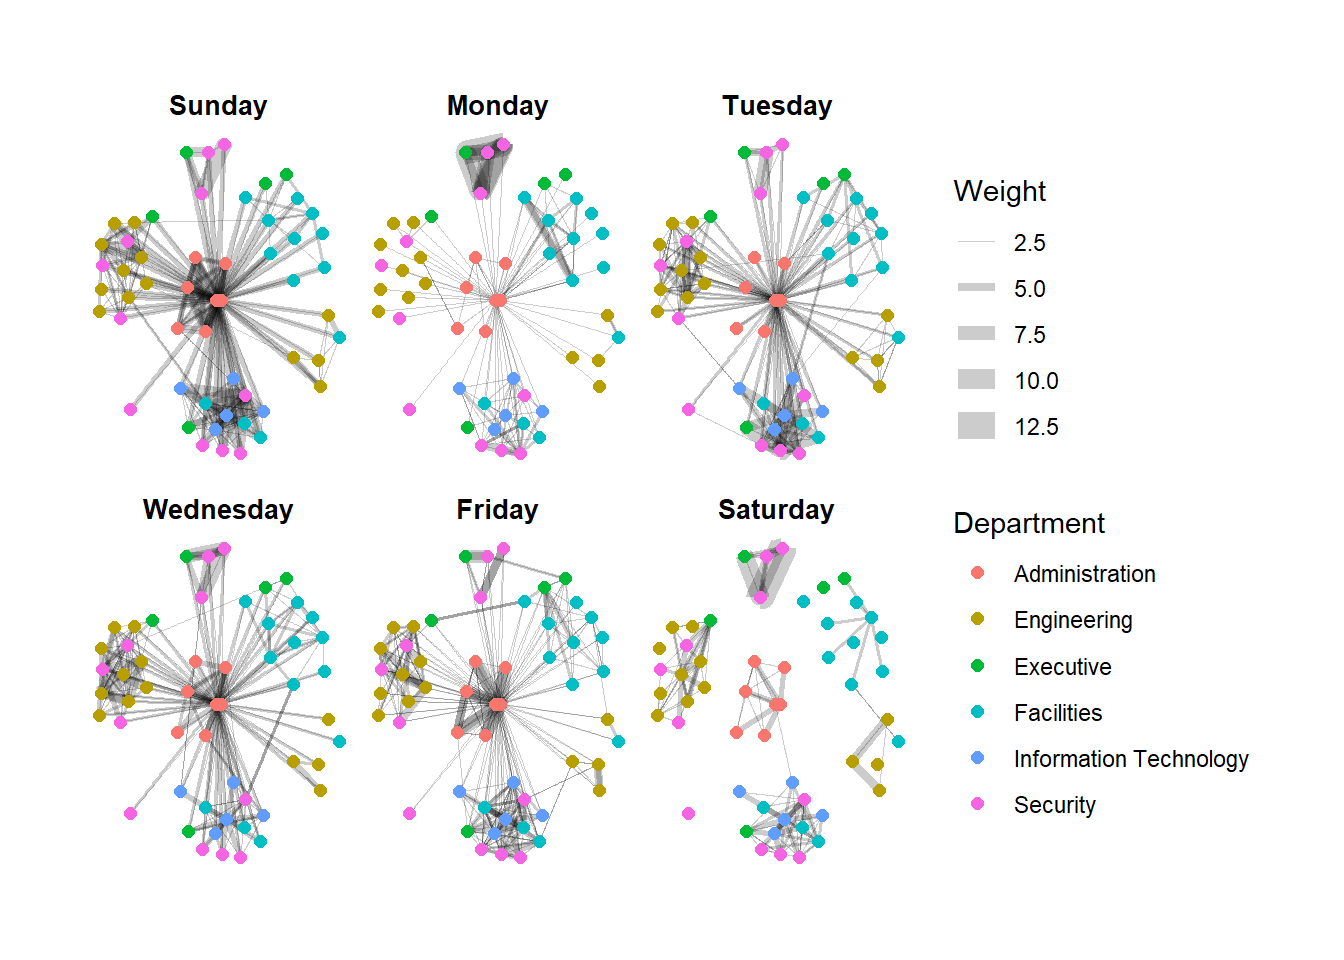 Sunday
Monday
Tuesday
Wednesday
Friday
Saturday
Weight
2.5
5.0
7.5
10.0
12.5
Department
Administration
Engineering
Executive
Facilities
Information Technology
Security